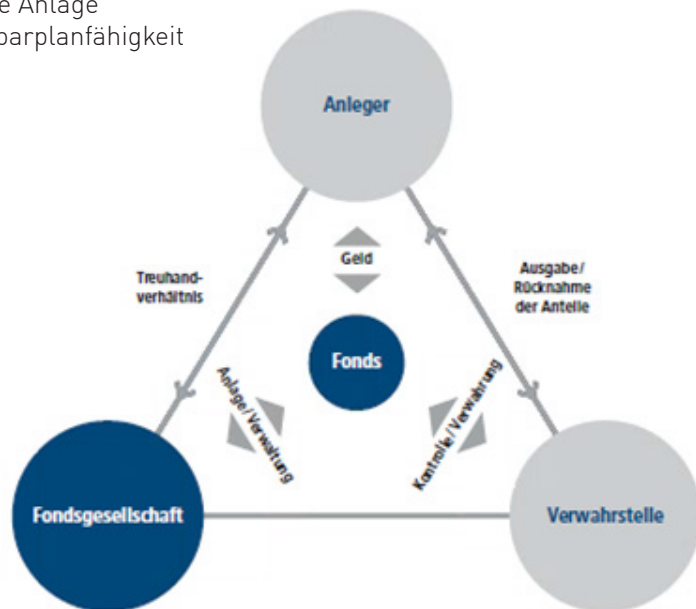 e Anlage
parplanfähigkeit
Anleger
Geld
Treuhand-
verhältnis
Ausgabe/
Rücknahme
der Anteile
Fonds
Anlage/Verwaltung
Kontrolle/Verwahrung
Fondsgesellschaft
Verwahrstelle